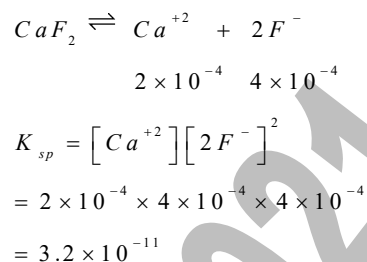 CaF₂ ⇌ Ca⁺² + 2F⁻
2 × 10⁻⁴ 4 × 10⁻⁴
K_sp = [Ca⁺²][2F⁻]²
= 2 × 10⁻⁴ × 4 × 10⁻⁴ × 4 × 10⁻⁴
= 3.2 × 10⁻¹¹